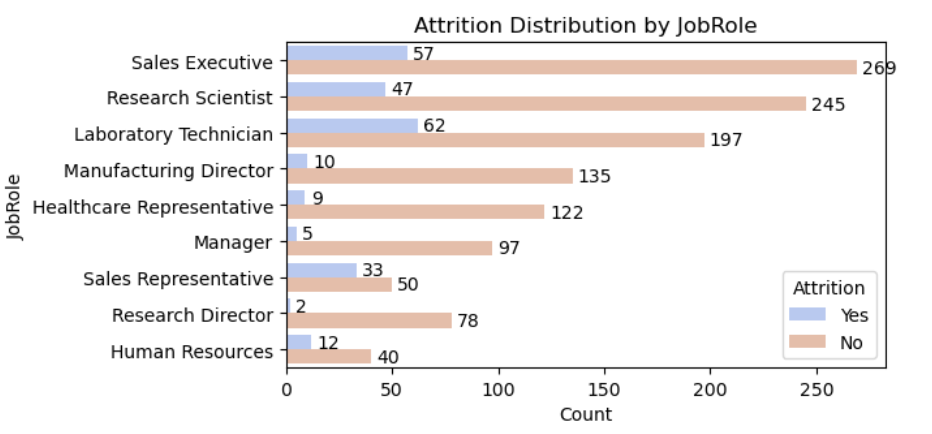 Attrition Distribution by JobRole
JobRole
Sales Executive 57 269
Research Scientist 47 245
Laboratory Technician 62 197
Manufacturing Director 10 135
Healthcare Representative 9 122
Manager 5 97
Sales Representative 33 50
Research Director 2 78
Human Resources 12 40
Attrition
Yes
No
0 50 100 150 200 250
Count